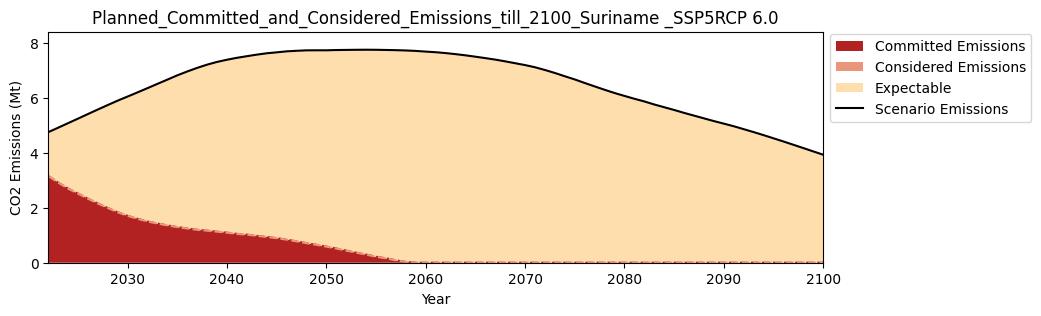 Planned_Committed_and_Considered_Emissions_till_2100_Suriname _SSP5RCP 6.0
CO2 Emissions (Mt)
8
6
4
2
0
2030 2040 2050 2060 2070 2080 2090 2100
Year
Committed Emissions
Considered Emissions
Expectable
Scenario Emissions